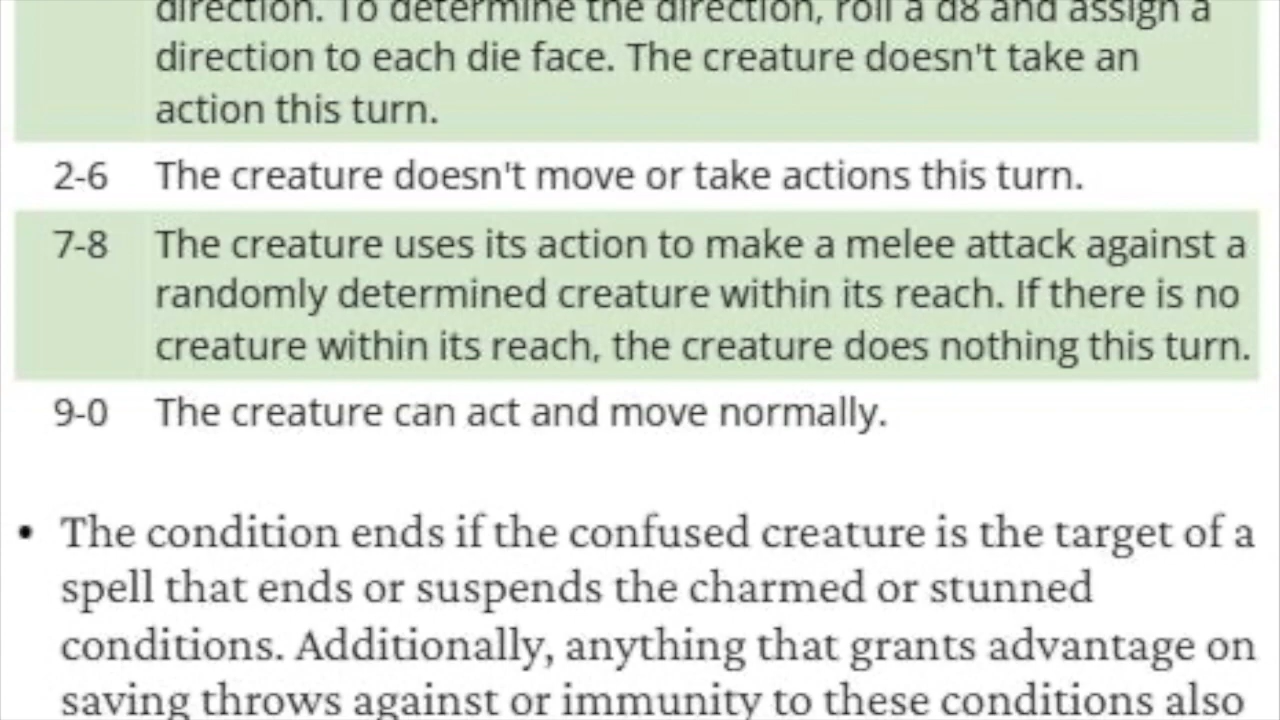 direction. To determine the direction, roll a d8 and assign a
direction to each die face. The creature doesn't take an
action this turn.
2-6 The creature doesn't move or take actions this turn.
7-8 The creature uses its action to make a melee attack against a
randomly determined creature within its reach. If there is no
creature within its reach, the creature does nothing this turn.
9-0 The creature can act and move normally.
• The condition ends if the confused creature is the target of a
spell that ends or suspends the charmed or stunned
conditions. Additionally, anything that grants advantage on
saving throws against or immunity to these conditions also